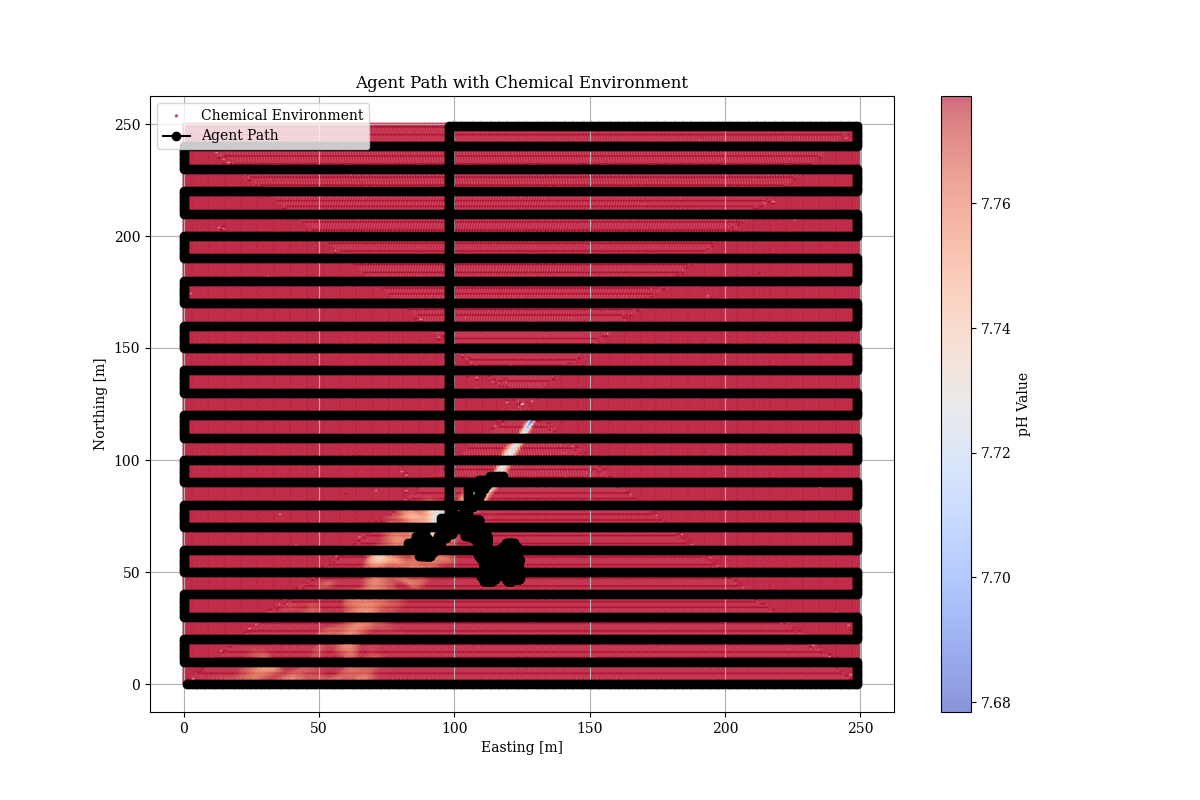 Agent Path with Chemical Environment
Chemical Environment
Agent Path
250
200
150
100
50
0
Northing [m]
0 50 100 150 200 250
Easting [m]
7.76
7.74
7.72
7.70
7.68
pH Value